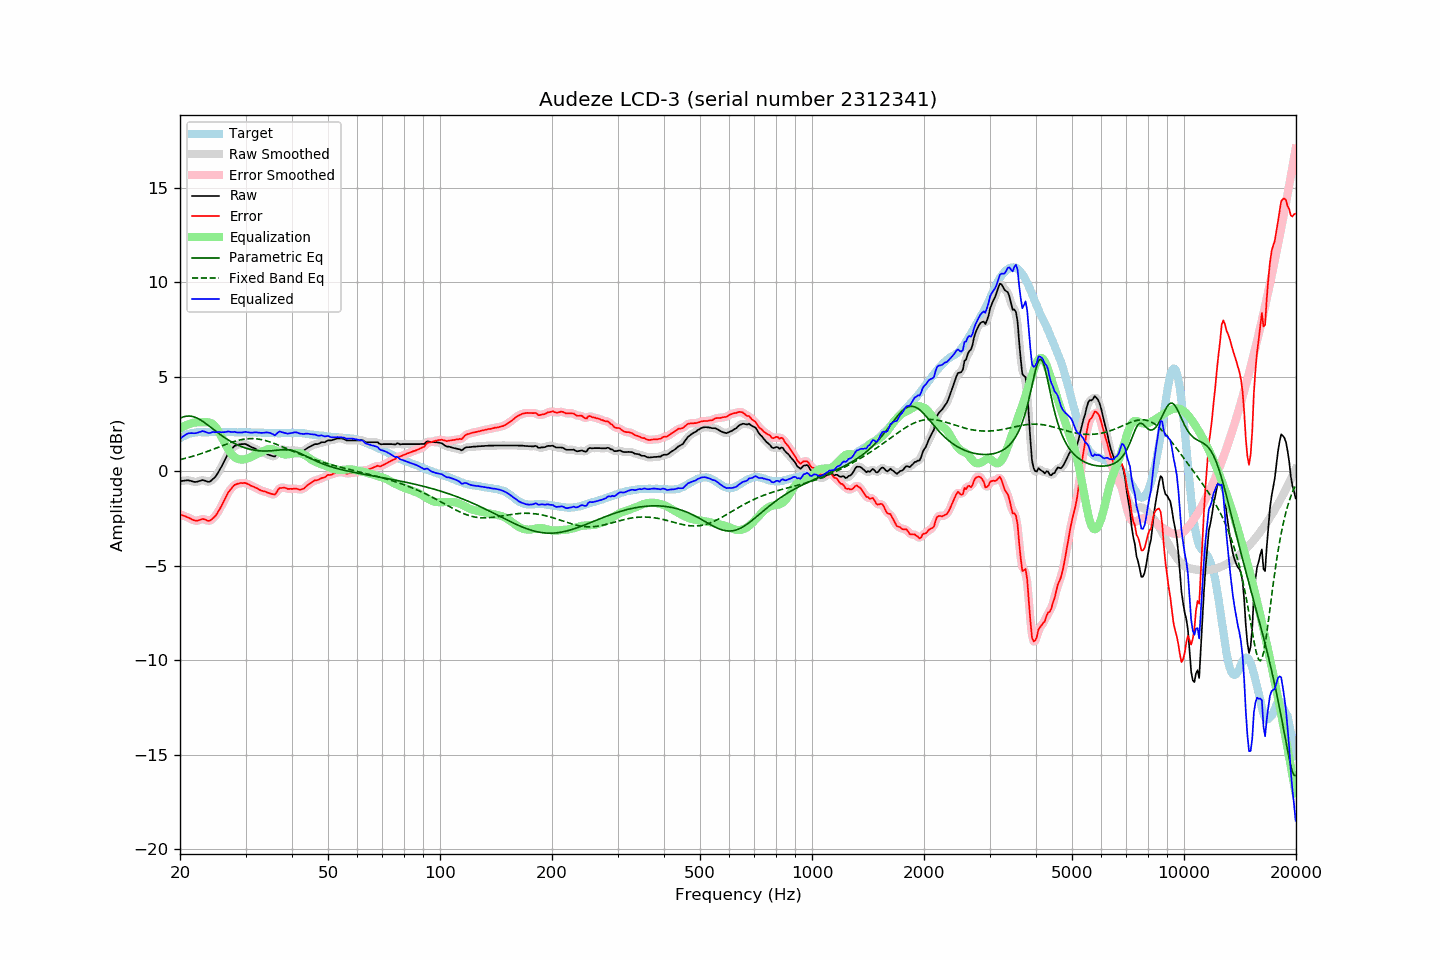 Audeze LCD-3 (serial number 2312341)
Target
Raw Smoothed
Error Smoothed
Raw
Error
Equalization
Parametric Eq
Fixed Band Eq
Equalized
Amplitude (dBr)
15
10
5
0
−5
−10
−15
−20
20 50 100 200 500 1000 2000 5000 10000 20000
Frequency (Hz)